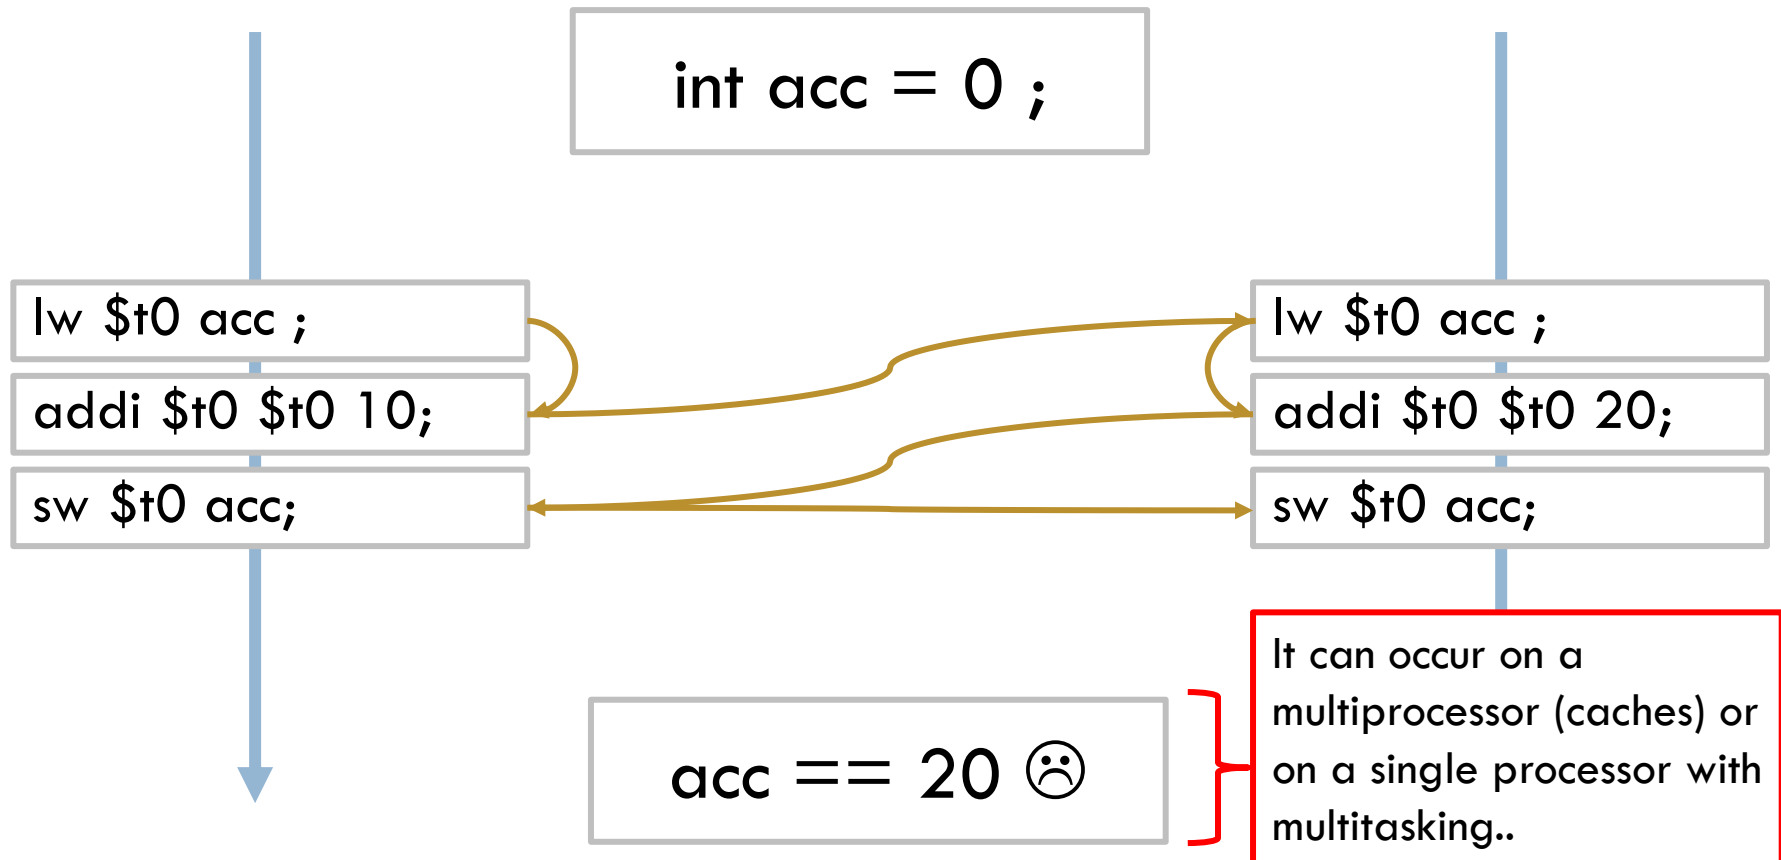 int acc = 0 ;
lw $t0 acc ;
addi $t0 $t0 10;
sw $t0 acc;
lw $t0 acc ;
addi $t0 $t0 20;
sw $t0 acc;
acc == 20 ☹
It can occur on a
multiprocessor (caches) or
on a single processor with
multitasking..